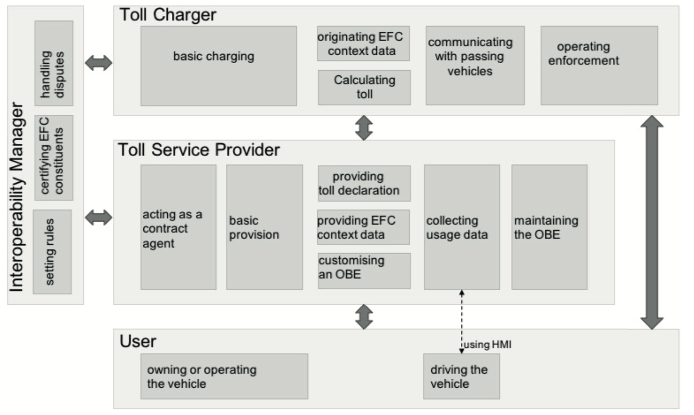 Interoperability Manager
handling
disputes
certifying EFC
constituents
setting rules
Toll Charger
basic charging
originating EFC
context data
Calculating
toll
communicating
with passing
vehicles
operating
enforcement
Toll Service Provider
acting as a
contract
agent
basic
provision
providing
toll declaration
providing EFC
context data
customising
an OBE
collecting
usage data
maintaining
the OBE
using HMI
User
owning or operating
the vehicle
driving the
vehicle